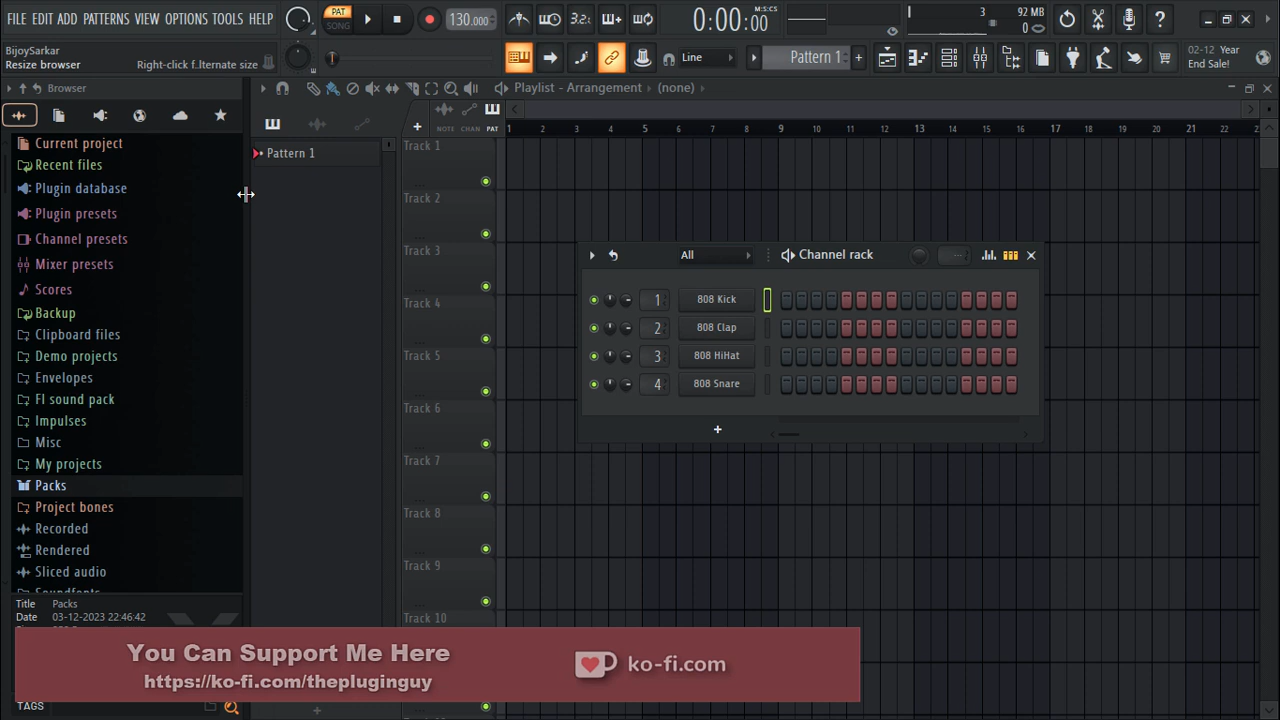 FILE EDIT ADD PATTERNS VIEW OPTIONS TOOLS HELP
PAT
SONG
130.000
3.2.
0:00:00
M:S:CS
3
92 MB
0
BijoySarkar
Resize browser
Right-click f..lternate size
Line
Pattern 1
02-12 Year
End Sale!
Browser
Playlist - Arrangement
(none)
NOTE CHAN PAT
1 2 3 4 5 6 7 8 9 10 11 12 13 14 15 16 17 18 19 20 21 22
Current project
Recent files
Plugin database
Plugin presets
Channel presets
Mixer presets
Scores
Backup
Clipboard files
Demo projects
Envelopes
Fl sound pack
Impulses
Misc
My projects
Packs
Project bones
Recorded
Rendered
Sliced audio
Soundfonts
Title Packs
Date 03-12-2023 22:46:42
TAGS
Pattern 1
Track 1
Track 2
Track 3
Track 4
Track 5
Track 6
Track 7
Track 8
Track 9
Track 10
All
Channel rack
1 808 Kick
2 808 Clap
3 808 HiHat
4 808 Snare
You Can Support Me Here
https://ko-fi.com/thepluginguy
ko-fi.com